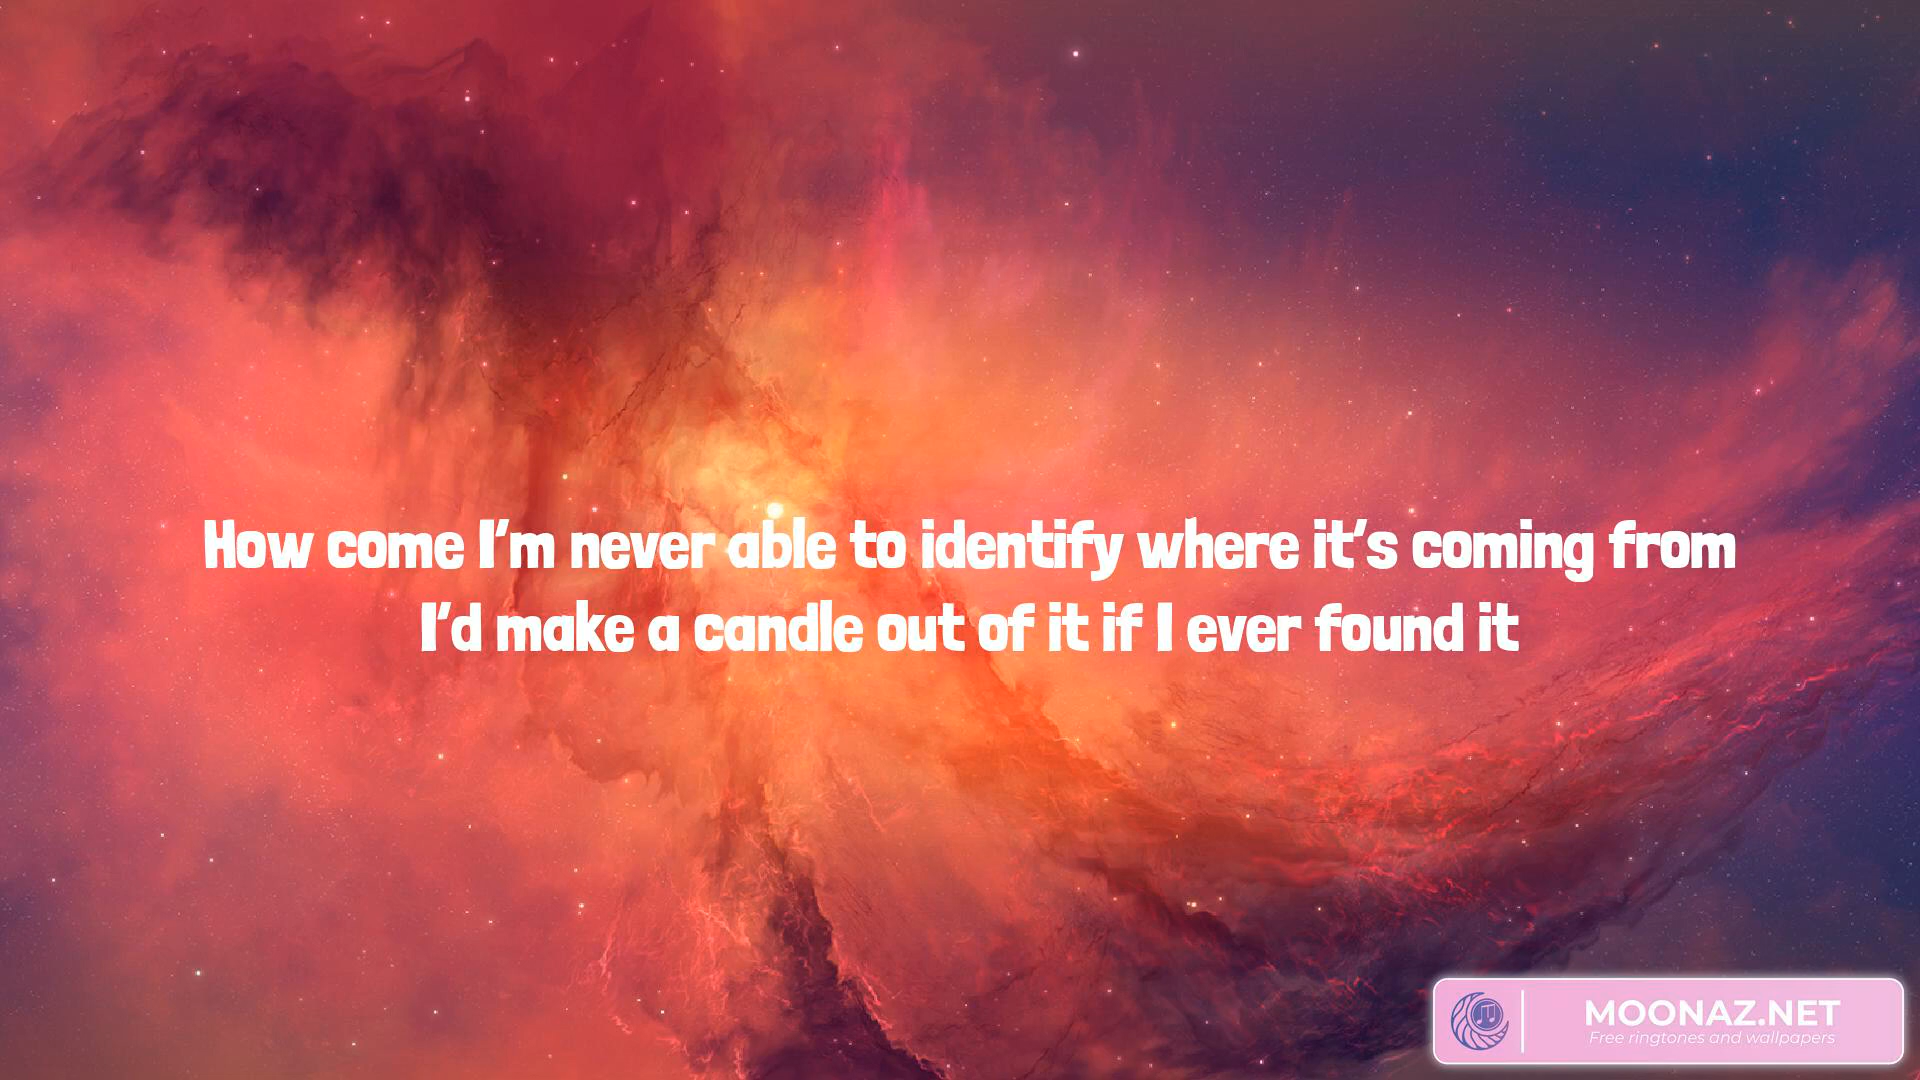 How come I'm never able to identify where it's coming from
I'd make a candle out of it if I ever found it
MOONAZ.NET
Free ringtones and wallpapers